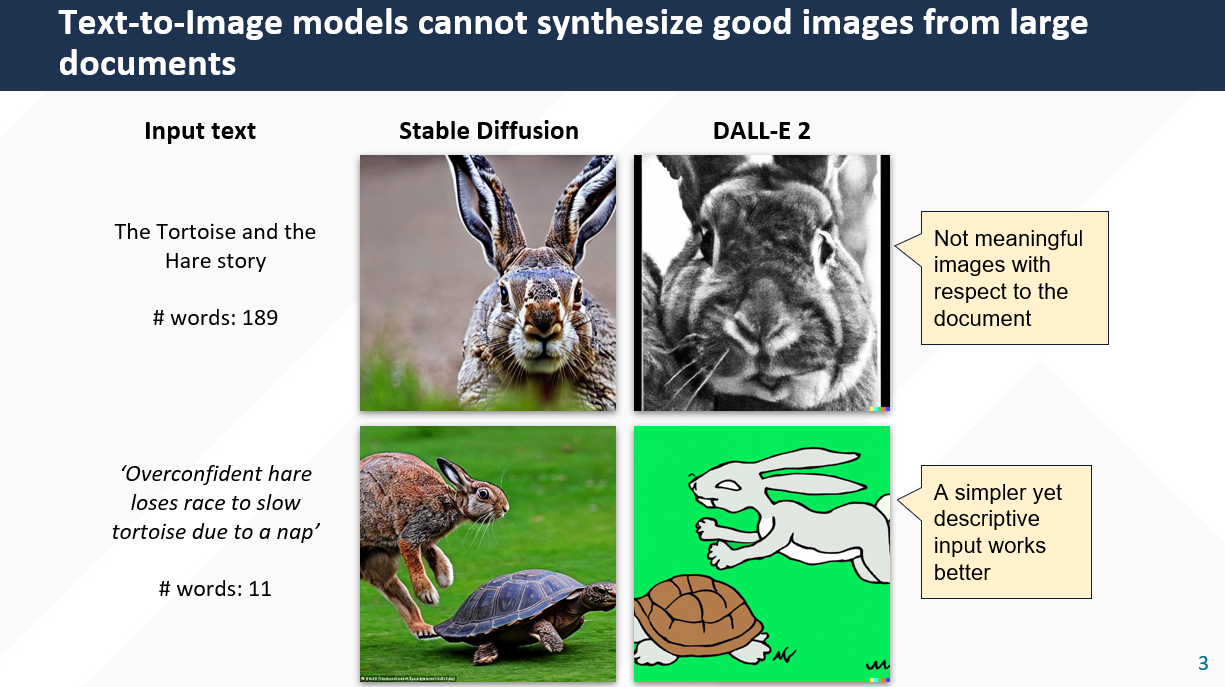 Text-to-Image models cannot synthesize good images from large
documents
Input text
Stable Diffusion
DALL-E 2
The Tortoise and the
Hare story
# words: 189
Not meaningful
images with
respect to the
document
‘Overconfident hare
loses race to slow
tortoise due to a nap’
# words: 11
A simpler yet
descriptive
input works
better
3